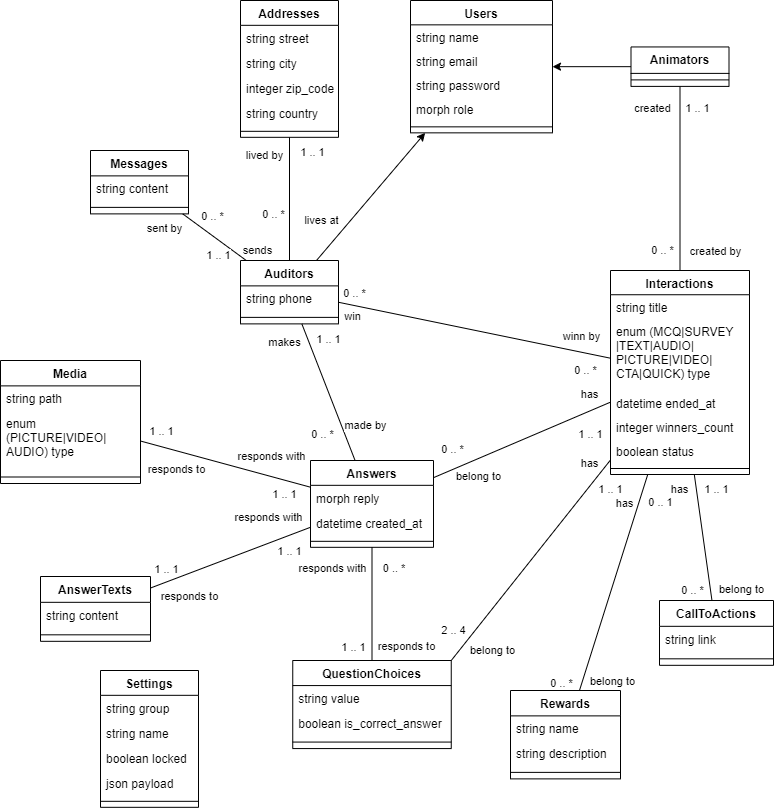 Addresses
string street
string city
integer zip_code
string country
Users
string name
string email
string password
morph role
Animators
created
1 .. 1
lived by
1 .. 1
Messages
string content
0 .. *
sent by
1 .. 1
sends
0 .. *
lives at
0 .. *
created by
Auditors
string phone
0 .. *
win
makes
1 .. 1
Interactions
string title
enum (MCQ|SURVEY
|TEXT|AUDIO|
PICTURE|VIDEO|
CTA|QUICK) type
datetime ended_at
integer winners_count
boolean status
winn by
0 .. *
has
1 .. 1
has
1 .. 1
has
0 .. 1
has
1 .. 1
Media
string path
enum
(PICTURE|VIDEO|
AUDIO) type
1 .. 1
responds to
made by
0 .. *
responds with
1 .. 1
Answers
morph reply
datetime created_at
0 .. *
belong to
responds with
1 .. 1
responds with
0 .. *
AnswerTexts
string content
1 .. 1
responds to
1 .. 1
responds to
2 .. 4
belong to
QuestionChoices
string value
boolean is_correct_answer
0 .. *
belong to
CallToActions
string link
Settings
string group
string name
boolean locked
json payload
0 .. *
belong to
Rewards
string name
string description